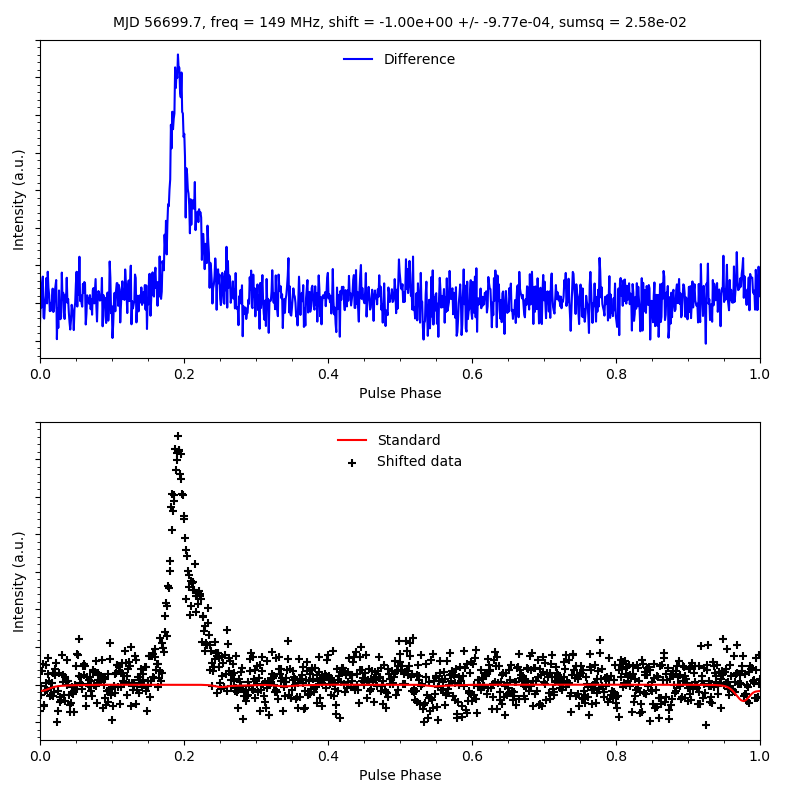 MJD 56699.7, freq = 149 MHz, shift = -1.00e+00 +/- -9.77e-04, sumsq = 2.58e-02
Difference
Intensity (a.u.)
0.0 0.2 0.4 0.6 0.8 1.0
Pulse Phase
Standard
Shifted data
Intensity (a.u.)
0.0 0.2 0.4 0.6 0.8 1.0
Pulse Phase